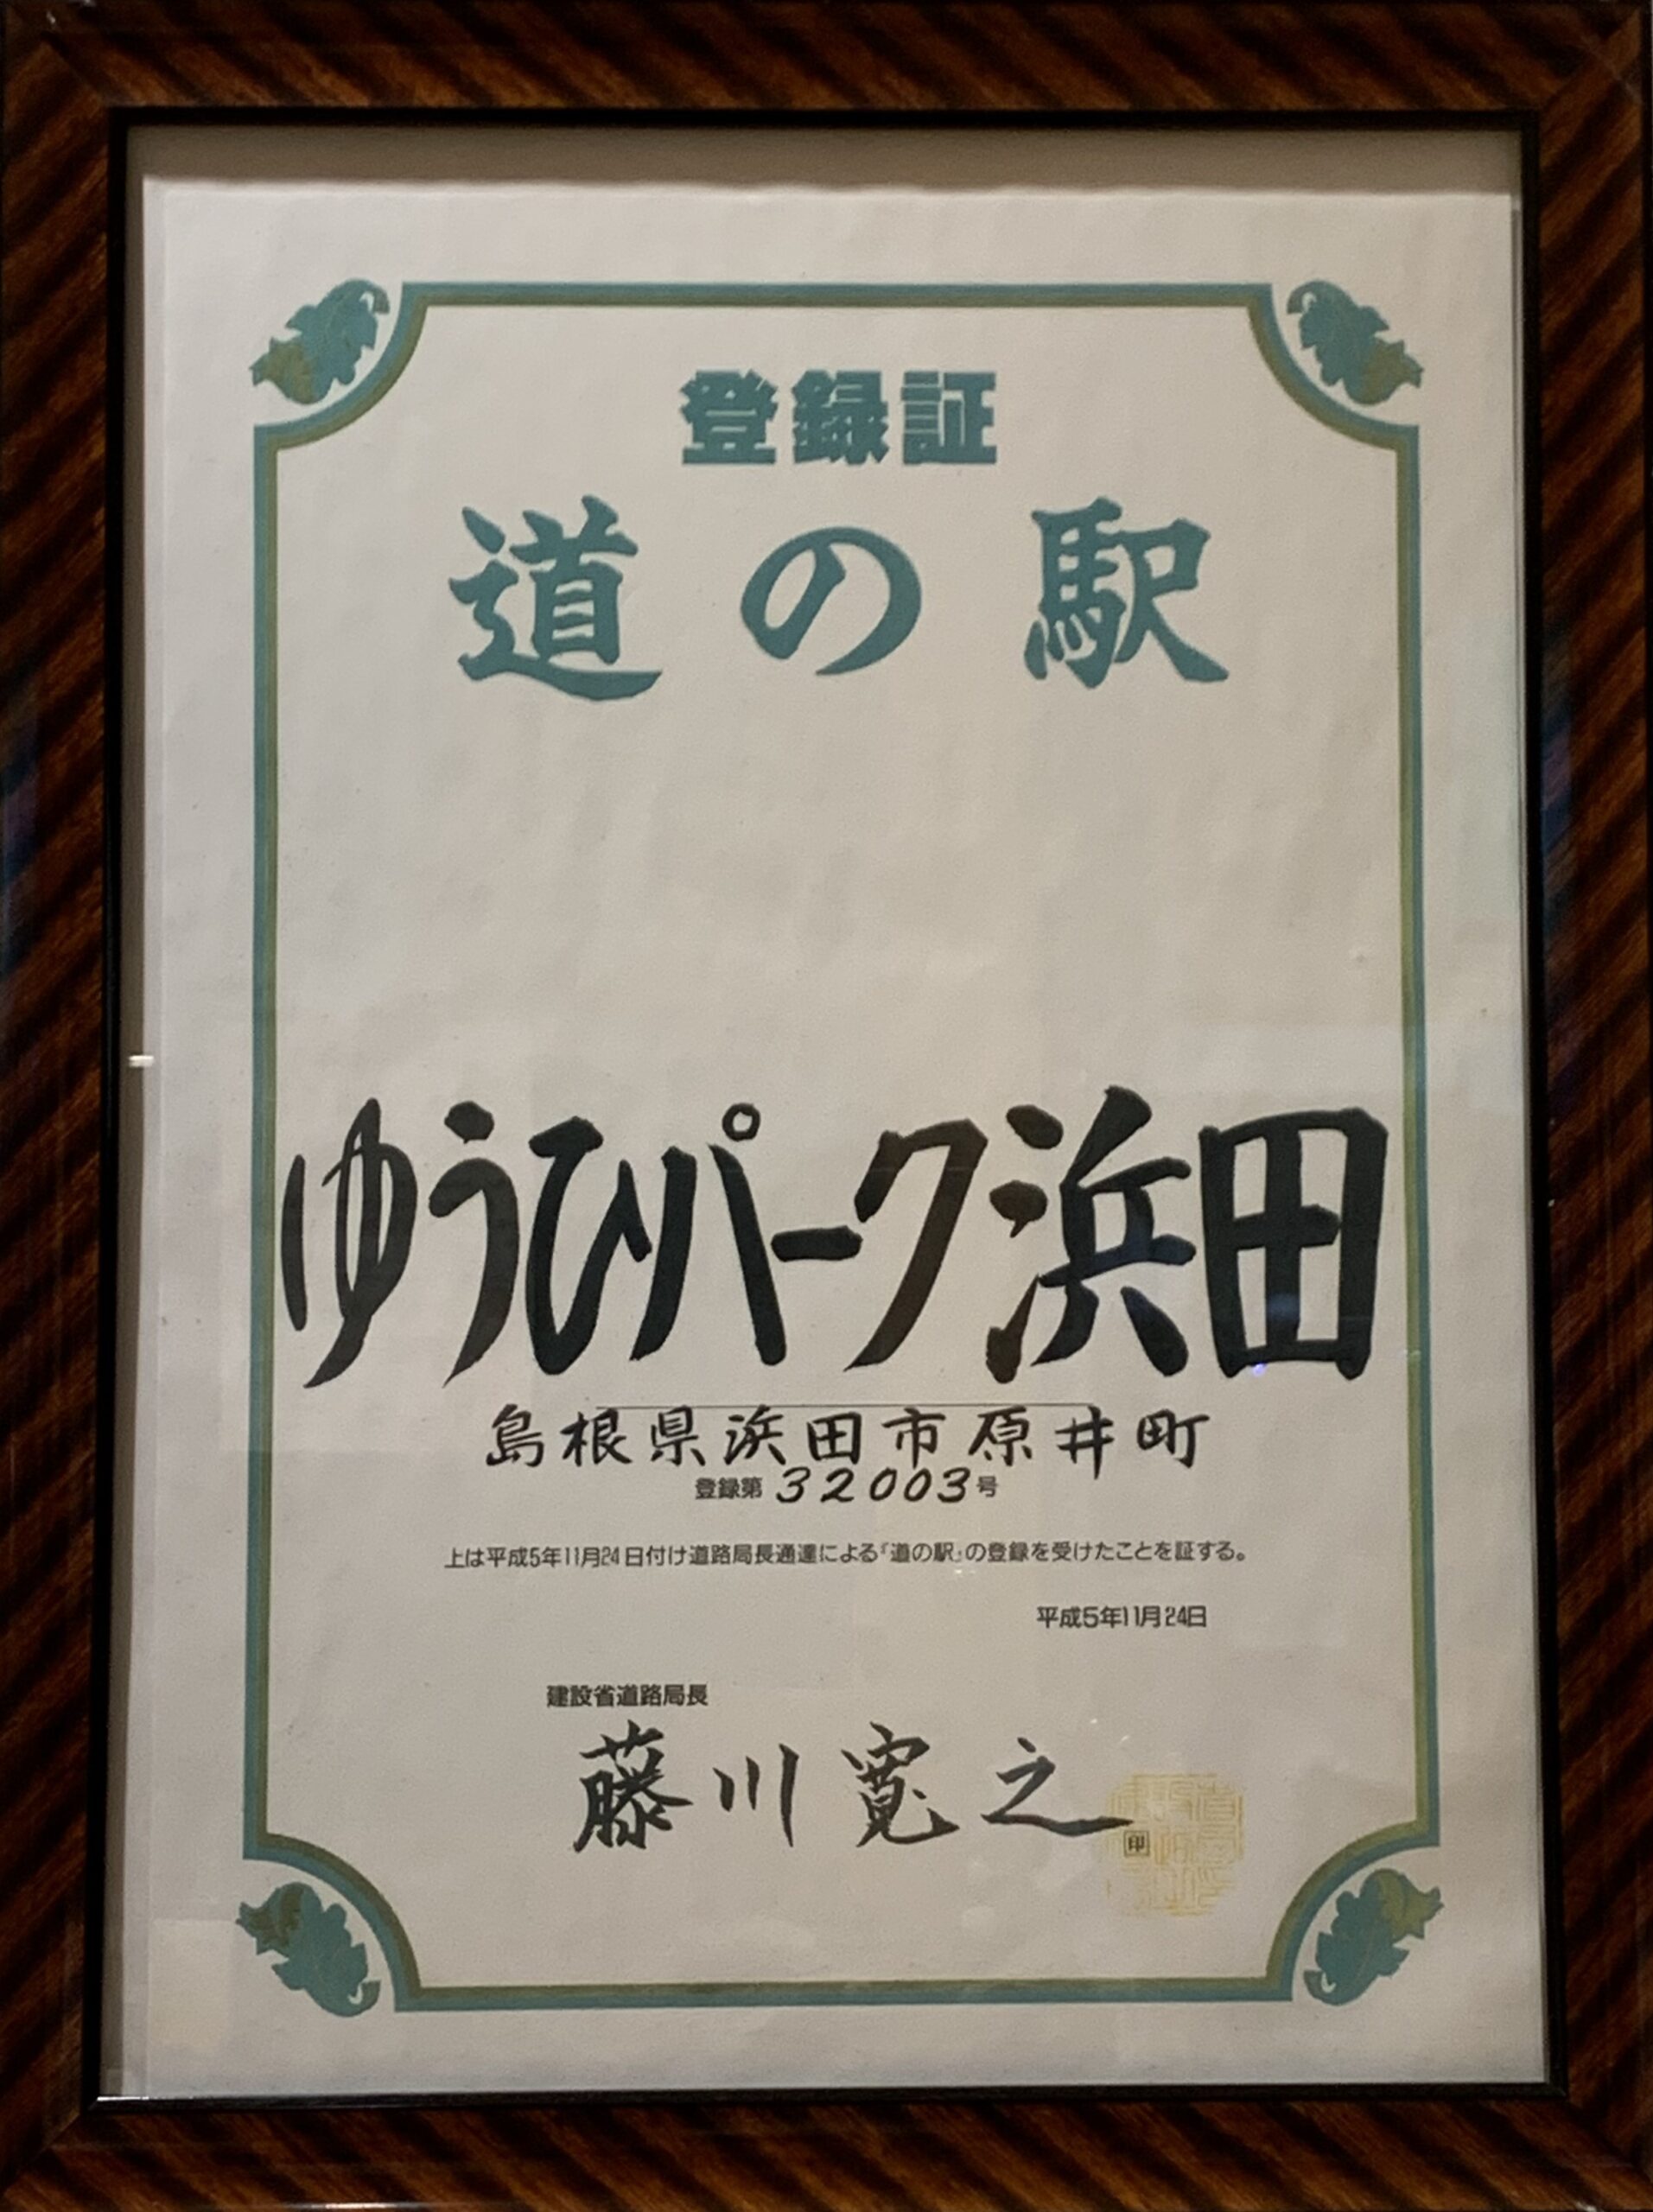 登録証
道の駅
ゆうひパーク浜田
島根県浜田市原井町
登録第32003号
上は平成5年11月24日付け道路局長通達による『道の駅』の登録を受けたことを証する。
平成5年11月24日
建設省道路局長
藤川寛之
印